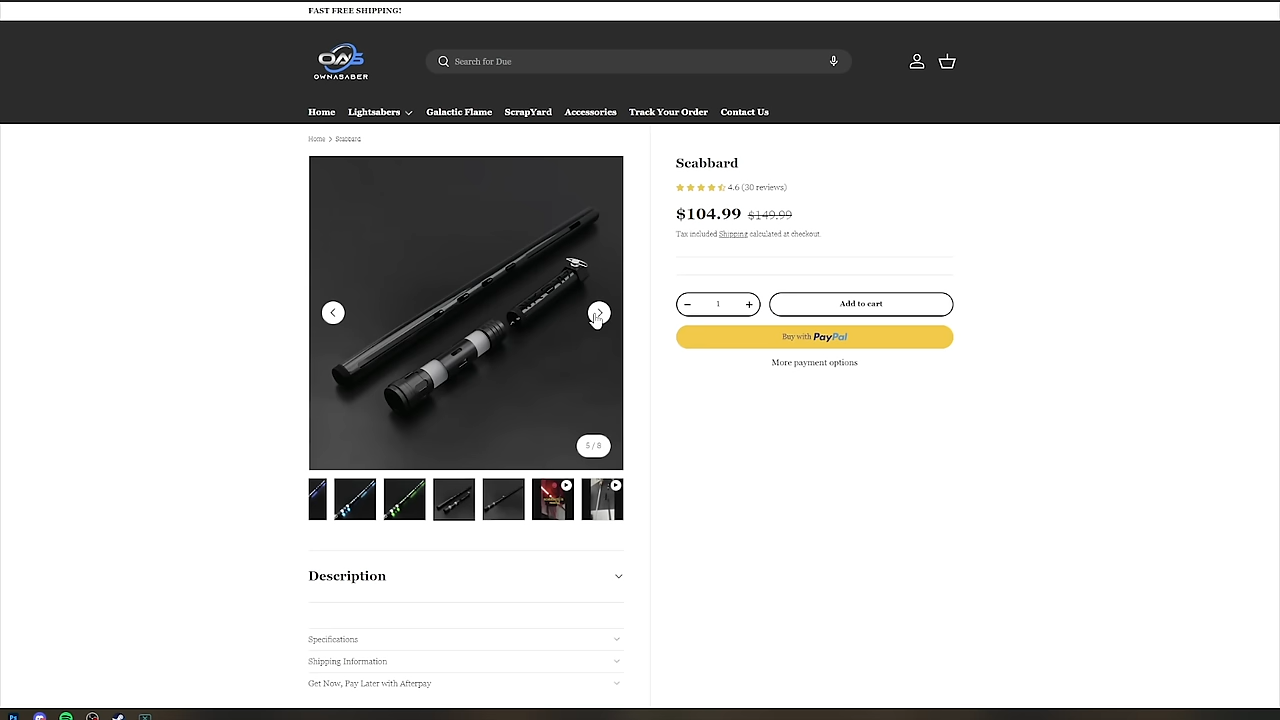 FAST FREE SHIPPING!
OAS
OWNASABER
Search for Due
Home Lightsabers Galactic Flame ScrapYard Accessories Track Your Order Contact Us
Home > Scabbard
Scabbard
4.6 (30 reviews)
$104.99 $149.99
Tax included Shipping calculated at checkout.
− 1 + Add to cart
Buy with PayPal
More payment options
5 / 8
Description
Specifications
Shipping Information
Get Now, Pay Later with Afterpay